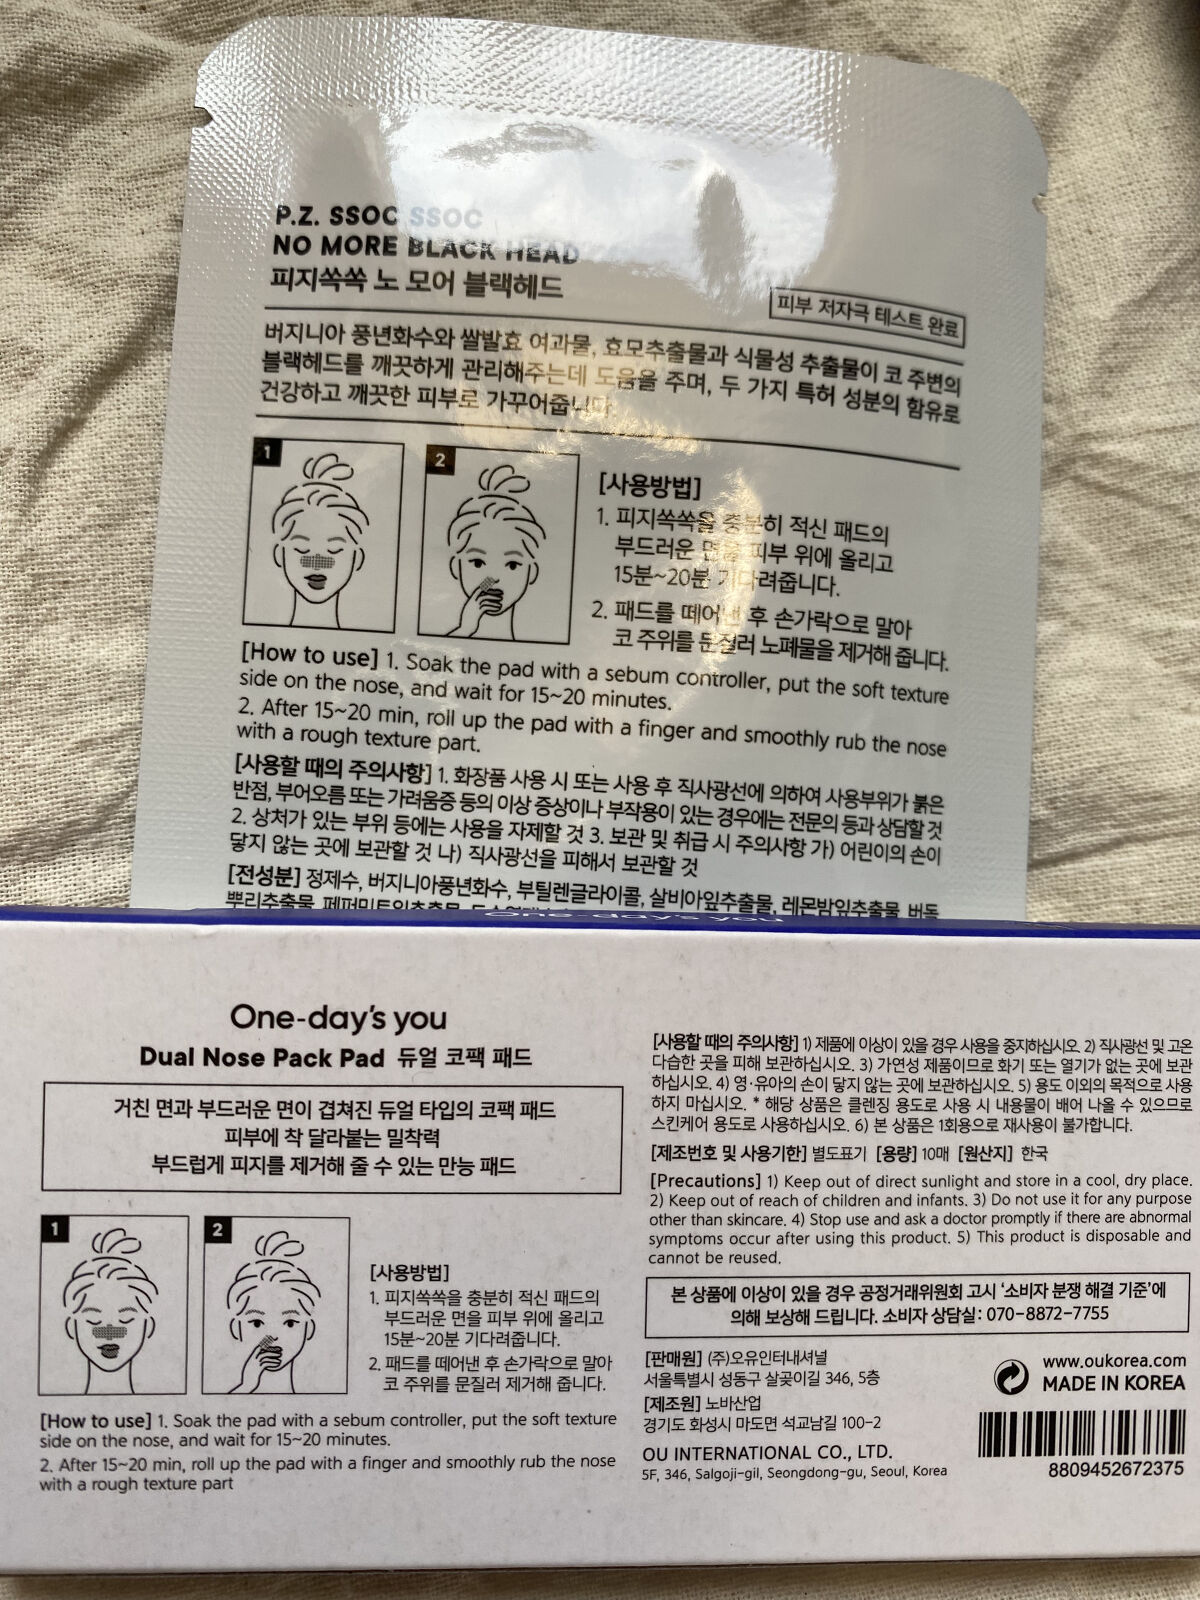 P.Z. SSOC SSOC
NO MORE BLACK HEAD
피지쏙쏙 노 모어 블랙헤드
피부 저자극 테스트 완료
버지니아 풍년화수와 쌀발효 여과물, 효모추출물과 식물성 추출물이 코 주변의
블랙헤드를 깨끗하게 관리해주는데 도움을 주며, 두 가지 특허 성분의 함유로
건강하고 깨끗한 피부로 가꾸어줍니다.
1
2
[사용방법]
1. 피지쏙쏙을 충분히 적신 패드의
부드러운 면을 피부 위에 올리고
15분~20분 기다려줍니다.
2. 패드를 떼어낸 후 손가락으로 말아
코 주위를 문질러 노폐물을 제거해 줍니다.
[How to use] 1. Soak the pad with a sebum controller, put the soft texture
side on the nose, and wait for 15~20 minutes.
2. After 15~20 min, roll up the pad with a finger and smoothly rub the nose
with a rough texture part.
[사용할 때의 주의사항] 1. 화장품 사용 시 또는 사용 후 직사광선에 의하여 사용부위가 붉은
반점, 부어오름 또는 가려움증 등의 이상 증상이나 부작용이 있는 경우에는 전문의 등과 상담할 것
2. 상처가 있는 부위 등에는 사용을 자제할 것 3. 보관 및 취급 시 주의사항 가) 어린이의 손이
닿지 않는 곳에 보관할 것 나) 직사광선을 피해서 보관할 것
[전성분] 정제수, 버지니아풍년화수, 부틸렌글라이콜, 살비아잎추출물, 레몬밤잎추출물, 버독
뿌리추출물, 페퍼민트잎추출물,
One-day's you
One-day's you
Dual Nose Pack Pad 듀얼 코팩 패드
거친 면과 부드러운 면이 겹쳐진 듀얼 타입의 코팩 패드
피부에 착 달라붙는 밀착력
부드럽게 피지를 제거해 줄 수 있는 만능 패드
1
2
[사용방법]
1. 피지쏙쏙을 충분히 적신 패드의
부드러운 면을 피부 위에 올리고
15분~20분 기다려줍니다.
2. 패드를 떼어낸 후 손가락으로 말아
코 주위를 문질러 제거해 줍니다.
[How to use] 1. Soak the pad with a sebum controller, put the soft texture
side on the nose, and wait for 15~20 minutes.
2. After 15~20 min, roll up the pad with a finger and smoothly rub the nose
with a rough texture part
[사용할 때의 주의사항] 1) 제품에 이상이 있을 경우 사용을 중지하십시오. 2) 직사광선 및 고온
다습한 곳을 피해 보관하십시오. 3) 가연성 제품이므로 화기 또는 열기가 없는 곳에 보관
하십시오. 4) 영·유아의 손이 닿지 않는 곳에 보관하십시오. 5) 용도 이외의 목적으로 사용
하지 마십시오. * 해당 상품은 클렌징 용도로 사용 시 내용물이 배어 나올 수 있으므로
스킨케어 용도로 사용하십시오. 6) 본 상품은 1회용으로 재사용이 불가합니다.
[제조번호 및 사용기한] 별도표기 [용량] 10매 [원산지] 한국
[Precautions] 1) Keep out of direct sunlight and store in a cool, dry place.
2) Keep out of reach of children and infants. 3) Do not use it for any purpose
other than skincare. 4) Stop use and ask a doctor promptly if there are abnormal
symptoms occur after using this product. 5) This product is disposable and
cannot be reused.
본 상품에 이상이 있을 경우 공정거래위원회 고시 '소비자 분쟁 해결 기준'에
의해 보상해 드립니다. 소비자 상담실: 070-8872-7755
[판매원] (주)오유인터내셔널
서울특별시 성동구 살곶이길 346, 5층
[제조원] 노바산업
경기도 화성시 마도면 석교남길 100-2
OU INTERNATIONAL CO., LTD.
5F, 346, Salgoji-gil, Seongdong-gu, Seoul, Korea
www.oukorea.com
MADE IN KOREA
8809452672375